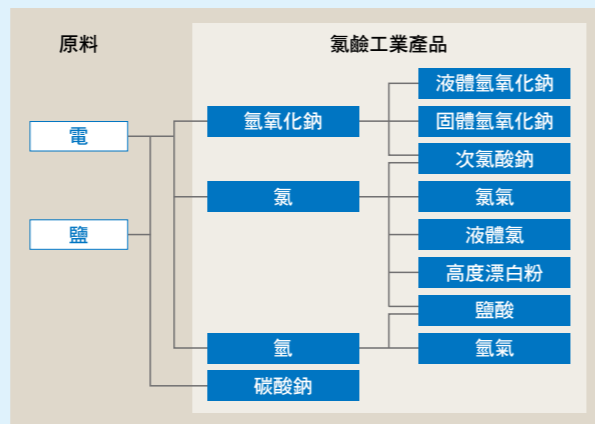 原料
氯鹼工業產品
電
鹽
氫氧化鈉
氯
氫
碳酸鈉
液體氫氧化鈉
固體氫氧化鈉
次氯酸鈉
氯氣
液體氯
高度漂白粉
鹽酸
氫氣